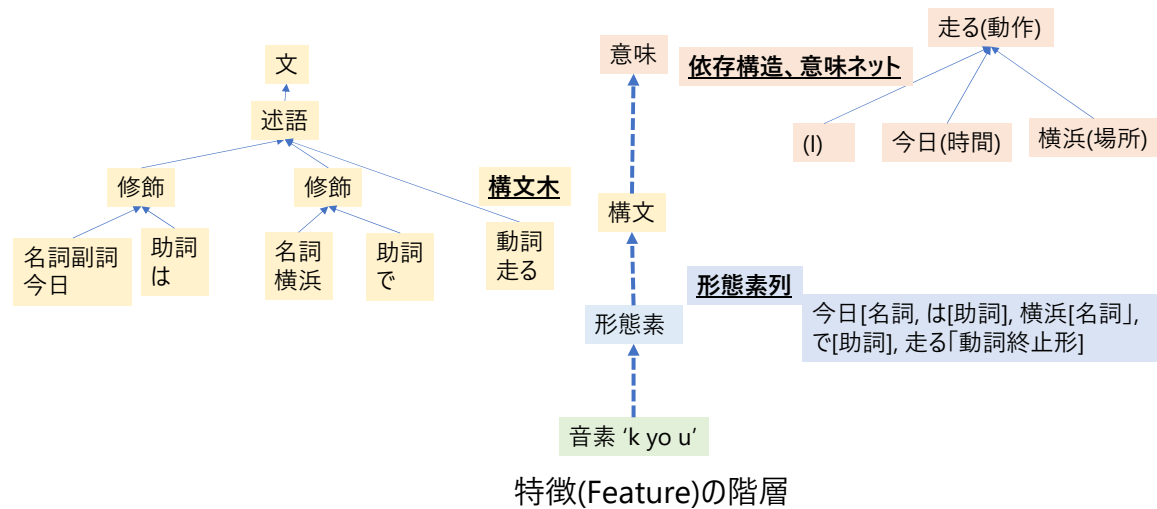 文
述語
修飾
修飾
構文木
名詞副詞
今日
助詞
は
名詞
横浜
助詞
で
動詞
走る
意味
依存構造、意味ネット
走る(動作)
(I)
今日(時間)
横浜(場所)
構文
形態素列
形態素
今日[名詞, は[助詞], 横浜[名詞」,
で[助詞], 走る「動詞終止形]
音素 ‘k yo u’
特徴(Feature)の階層